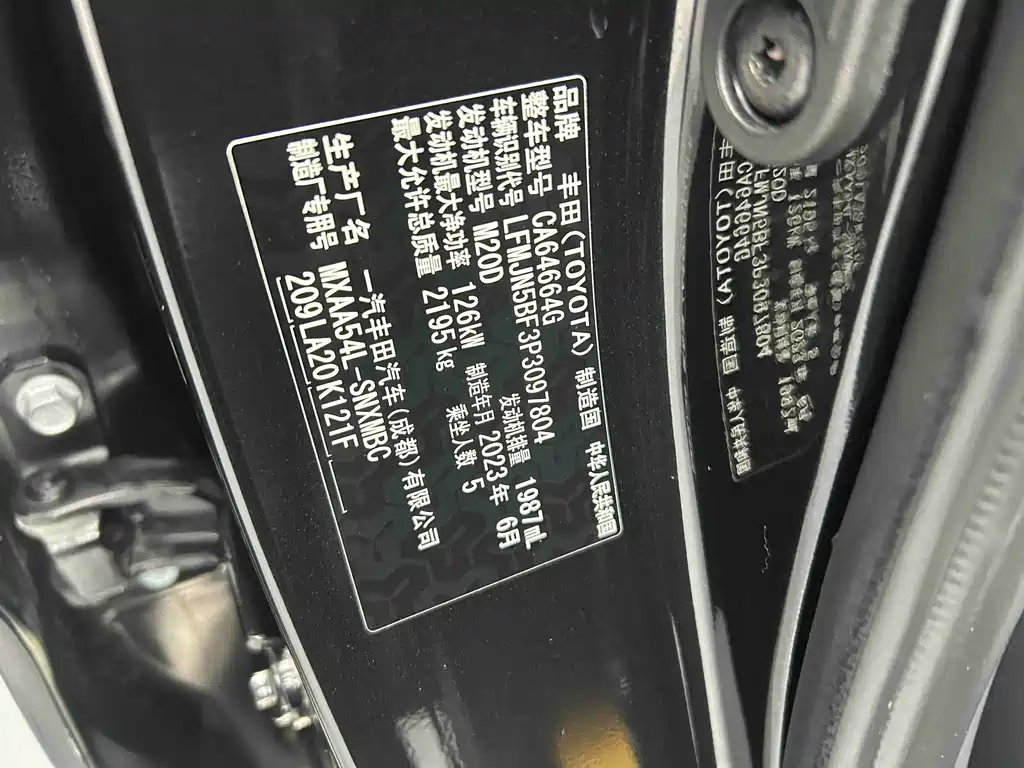 品牌 丰田(TOYOTA) 制造国 中华人民共和国
整车型号 CA64664G
车辆识别代号 LFMJN5BF3P3097804
发动机型号 M20D 发动机排量 1987mL
发动机最大净功率 126kW 制造年月 2023年 6月
最大允许总质量 2195kg 乘坐人数 5
生产厂名 一汽丰田汽车(成都)有限公司
制造厂专用号 MXAA54L-SNXMBC
209LA20K121F